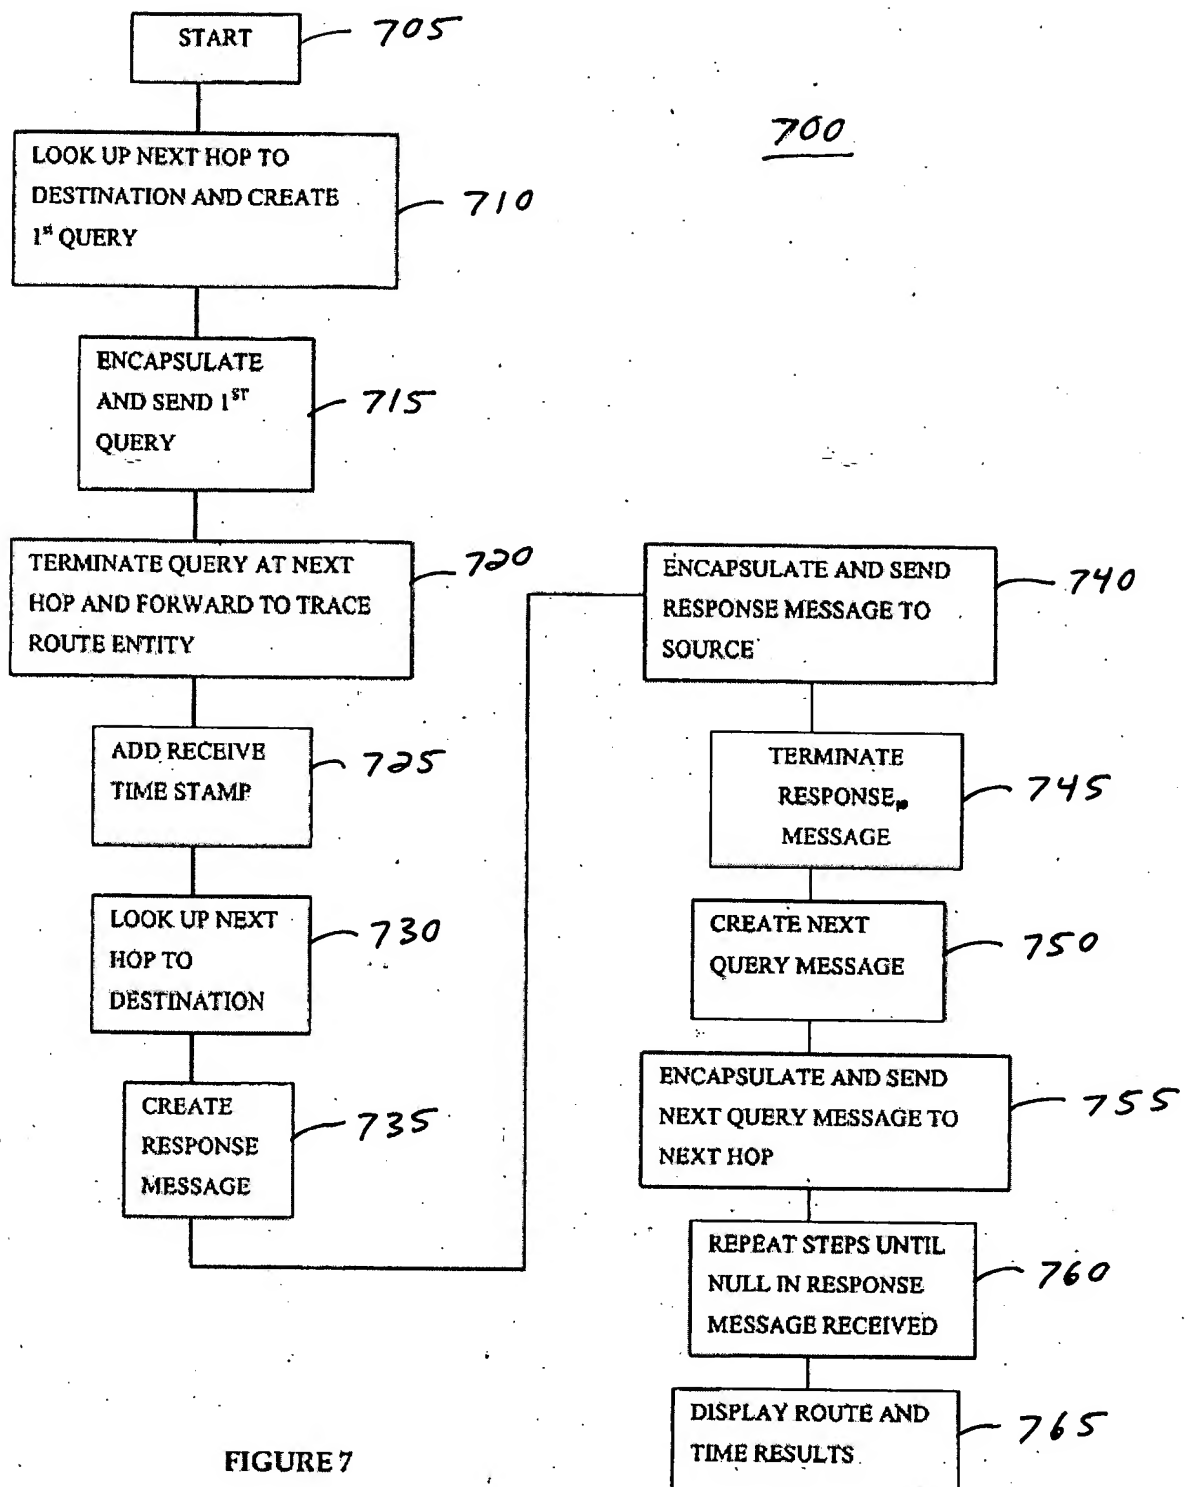 START
705
700
LOOK UP NEXT HOP TO
DESTINATION AND CREATE
1st QUERY
710
ENCAPSULATE
AND SEND 1ST
QUERY
715
TERMINATE QUERY AT NEXT
HOP AND FORWARD TO TRACE
ROUTE ENTITY
720
ADD RECEIVE
TIME STAMP
725
LOOK UP NEXT
HOP TO
DESTINATION
730
CREATE
RESPONSE
MESSAGE
735
ENCAPSULATE AND SEND
RESPONSE MESSAGE TO
SOURCE
740
TERMINATE
RESPONSE
MESSAGE
745
CREATE NEXT
QUERY MESSAGE
750
ENCAPSULATE AND SEND
NEXT QUERY MESSAGE TO
NEXT HOP
755
REPEAT STEPS UNTIL
NULL IN RESPONSE
MESSAGE RECEIVED
760
DISPLAY ROUTE AND
TIME RESULTS
765
FIGURE 7